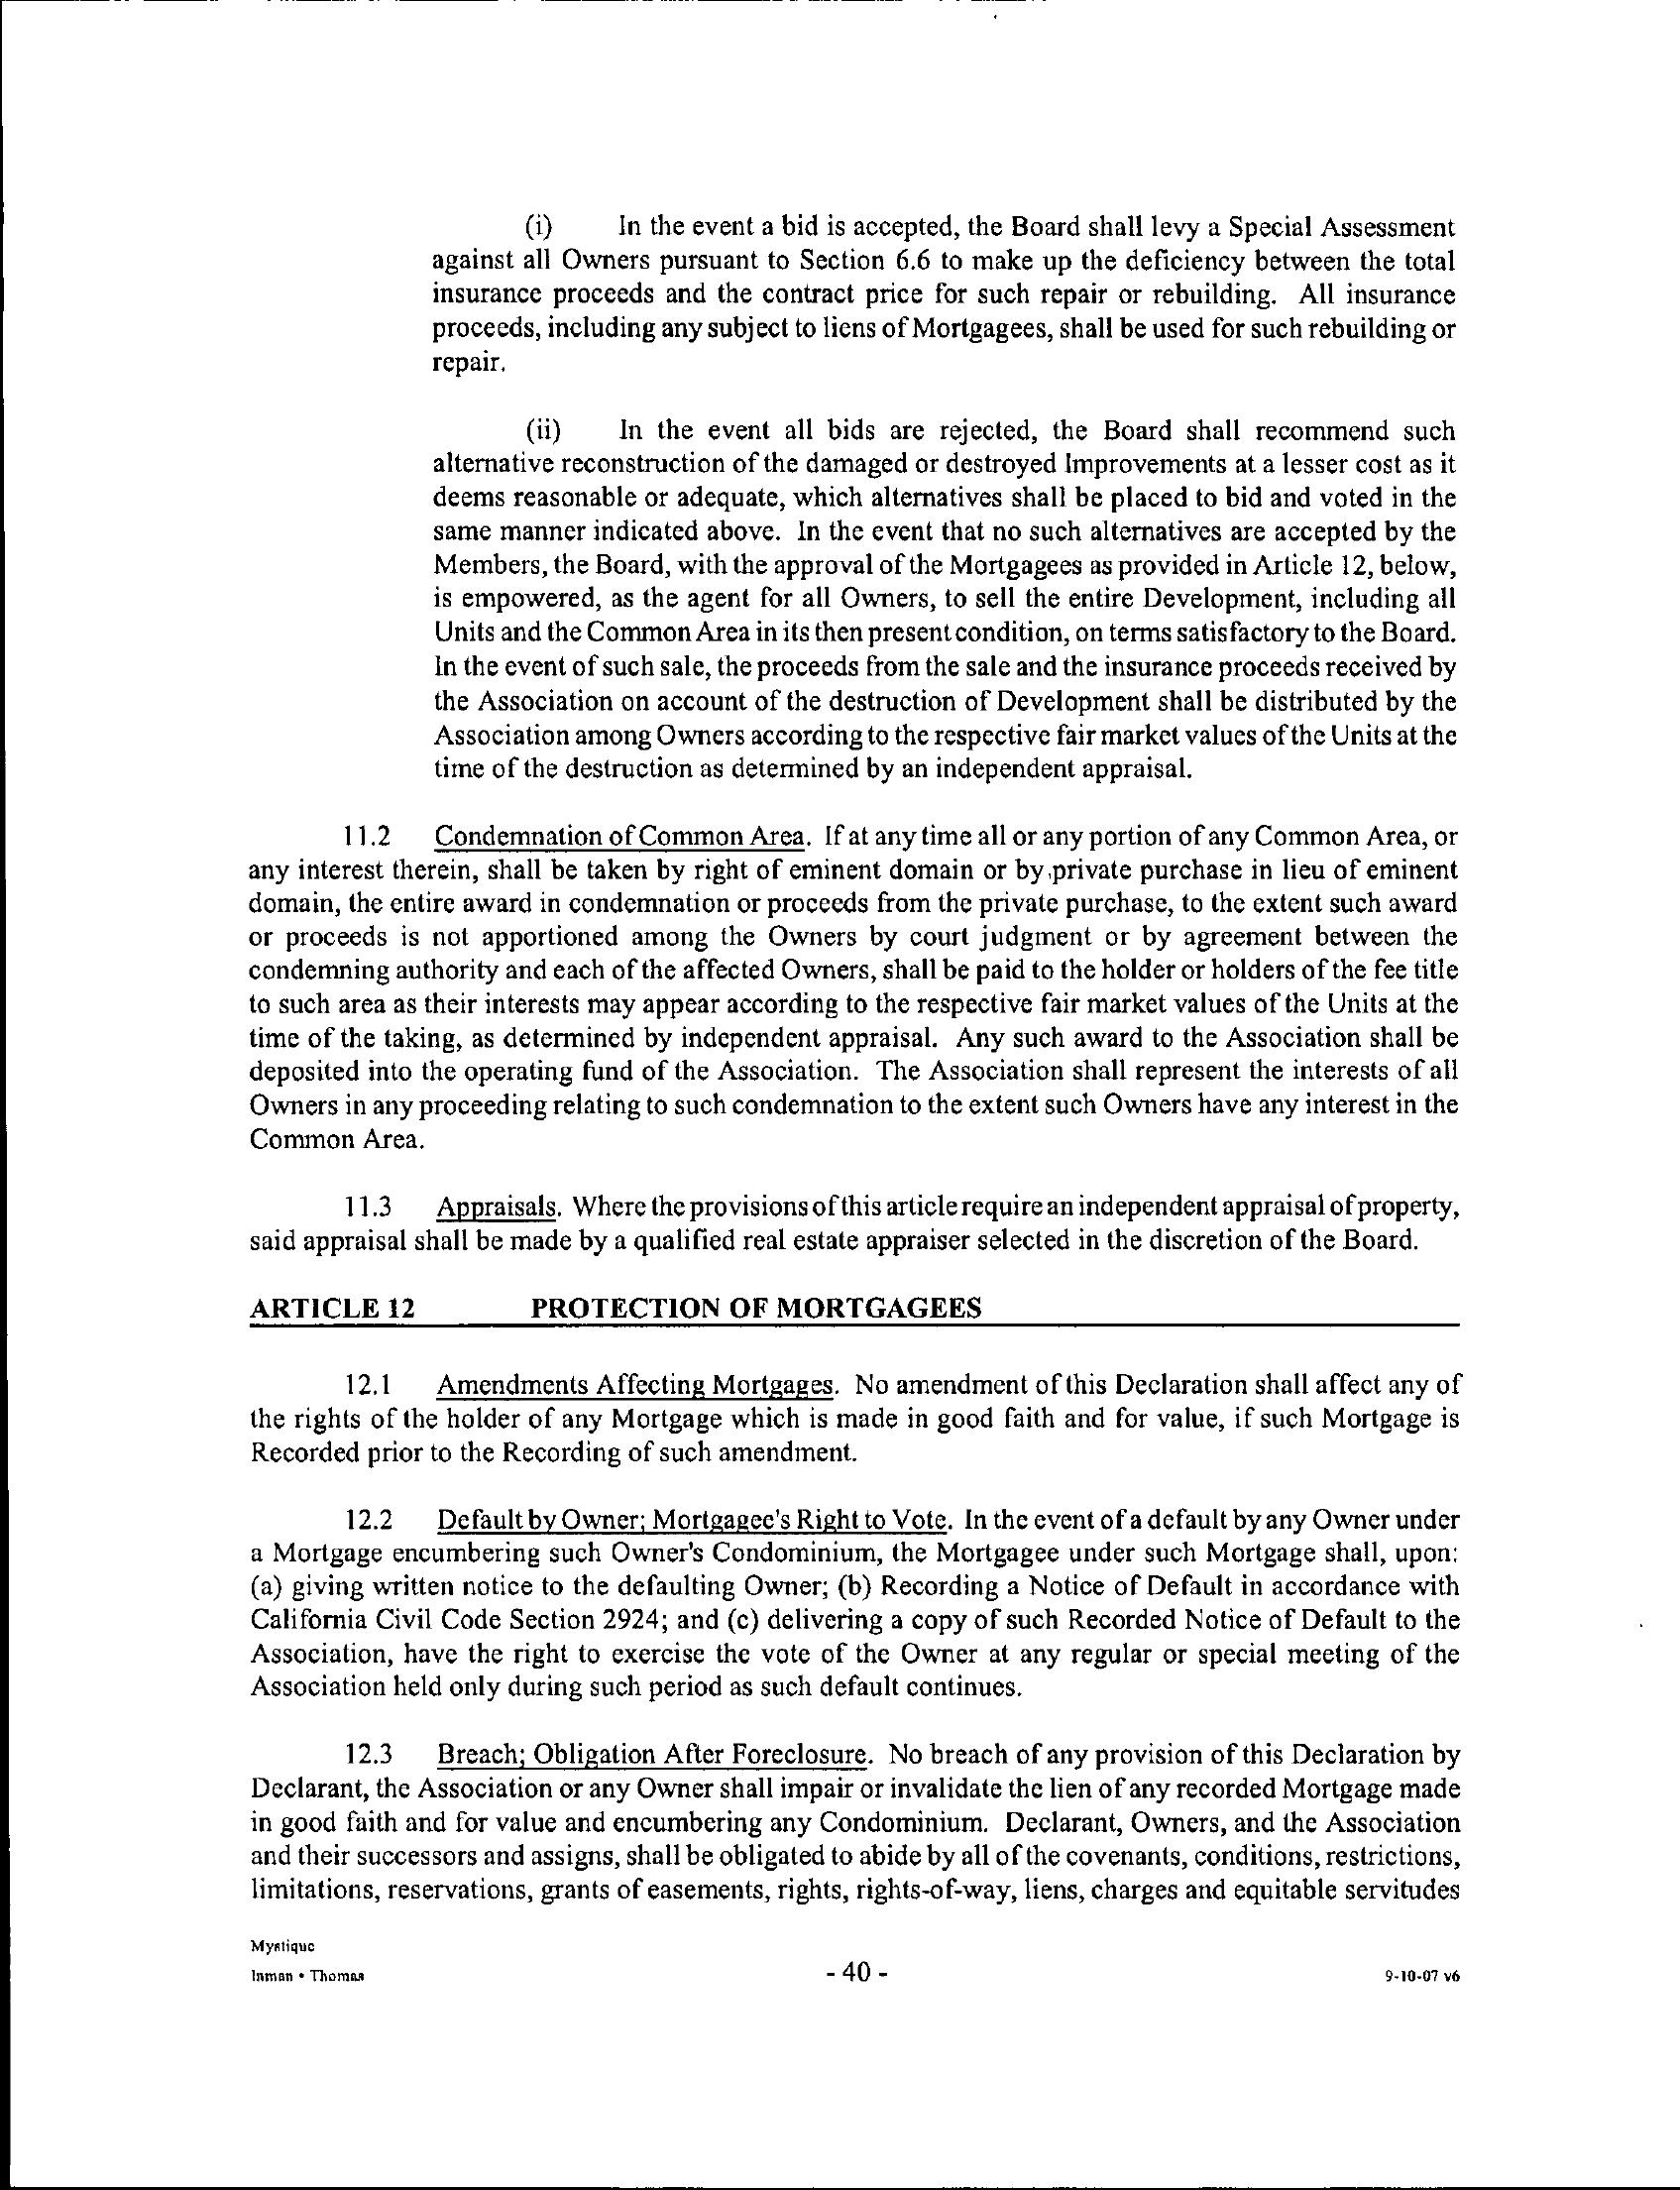 (i) In the event a bid is accepted, the Board shall levy a Special Assessment
against all Owners pursuant to Section 6.6 to make up the deficiency between the total
insurance proceeds and the contract price for such repair or rebuilding. All insurance
proceeds, including any subject to liens of Mortgagees, shall be used for such rebuilding or
repair.
(ii) In the event all bids are rejected, the Board shall recommend such
alternative reconstruction of the damaged or destroyed Improvements at a lesser cost as it
deems reasonable or adequate, which alternatives shall be placed to bid and voted in the
same manner indicated above. In the event that no such alternatives are accepted by the
Members, the Board, with the approval of the Mortgagees as provided in Article 12, below,
is empowered, as the agent for all Owners, to sell the entire Development, including all
Units and the Common Area in its then present condition, on terms satisfactory to the Board.
In the event of such sale, the proceeds from the sale and the insurance proceeds received by
the Association on account of the destruction of Development shall be distributed by the
Association among Owners according to the respective fair market values of the Units at the
time of the destruction as determined by an independent appraisal.
11.2 Condemnation of Common Area. If at any time all or any portion of any Common Area, or
any interest therein, shall be taken by right of eminent domain or by private purchase in lieu of eminent
domain, the entire award in condemnation or proceeds from the private purchase, to the extent such award
or proceeds is not apportioned among the Owners by court judgment or by agreement between the
condemning authority and each of the affected Owners, shall be paid to the holder or holders of the fee title
to such area as their interests may appear according to the respective fair market values of the Units at the
time of the taking, as determined by independent appraisal. Any such award to the Association shall be
deposited into the operating fund of the Association. The Association shall represent the interests of all
Owners in any proceeding relating to such condemnation to the extent such Owners have any interest in the
Common Area.
11.3 Appraisals. Where the provisions of this article require an independent appraisal of property,
said appraisal shall be made by a qualified real estate appraiser selected in the discretion of the Board.
ARTICLE 12 PROTECTION OF MORTGAGEES
12.1 Amendments Affecting Mortgages. No amendment of this Declaration shall affect any of
the rights of the holder of any Mortgage which is made in good faith and for value, if such Mortgage is
Recorded prior to the Recording of such amendment.
12.2 Default by Owner; Mortgagee's Right to Vote. In the event of a default by any Owner under
a Mortgage encumbering such Owner's Condominium, the Mortgagee under such Mortgage shall, upon:
(a) giving written notice to the defaulting Owner; (b) Recording a Notice of Default in accordance with
California Civil Code Section 2924; and (c) delivering a copy of such Recorded Notice of Default to the
Association, have the right to exercise the vote of the Owner at any regular or special meeting of the
Association held only during such period as such default continues.
12.3 Breach; Obligation After Foreclosure. No breach of any provision of this Declaration by
Declarant, the Association or any Owner shall impair or invalidate the lien of any recorded Mortgage made
in good faith and for value and encumbering any Condominium. Declarant, Owners, and the Association
and their successors and assigns, shall be obligated to abide by all of the covenants, conditions, restrictions,
limitations, reservations, grants of easements, rights, rights-of-way, liens, charges and equitable servitudes
Mystique
Inman • Thomas - 40 - 9-10-07 v6